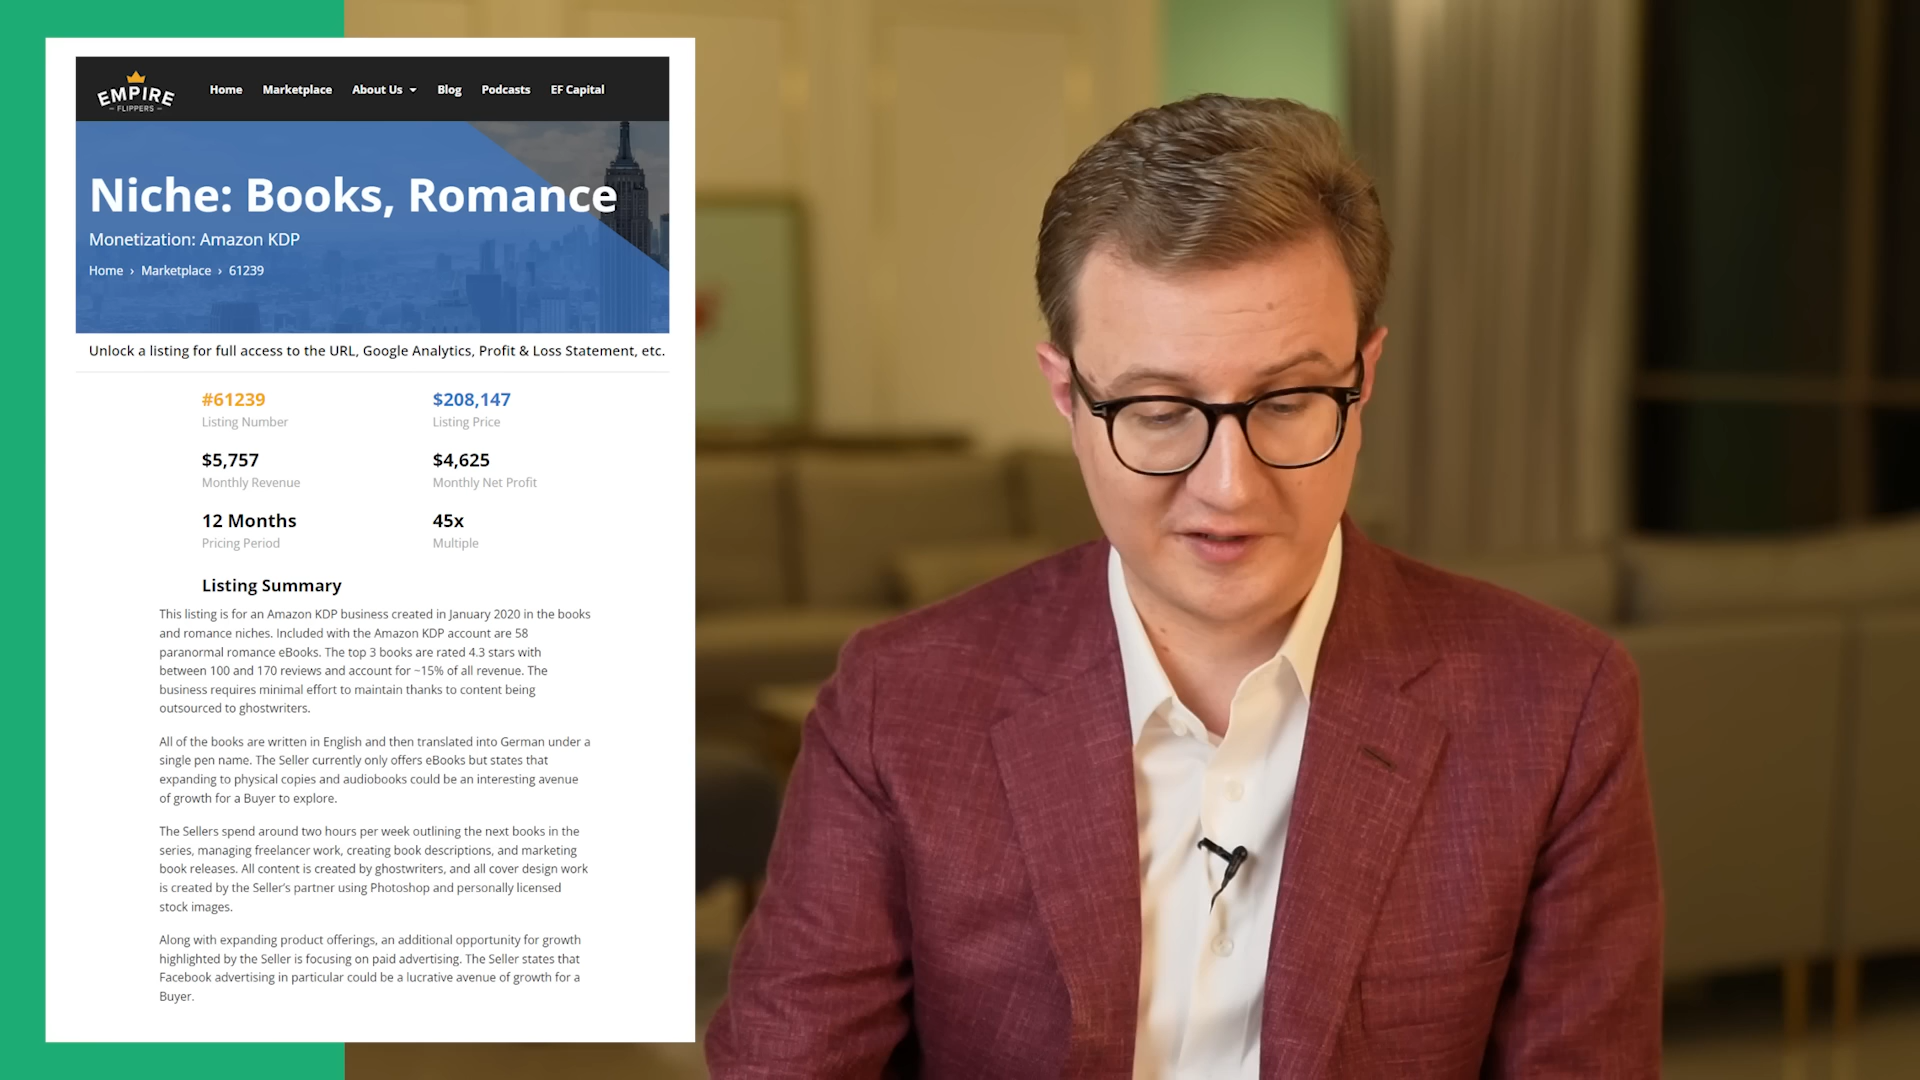 EMPIRE
FLIPPERS
Home Marketplace About Us Blog Podcasts EF Capital
Niche: Books, Romance
Monetization: Amazon KDP
Home › Marketplace › 61239
Unlock a listing for full access to the URL, Google Analytics, Profit & Loss Statement, etc.
#61239 $208,147
Listing Number Listing Price
$5,757 $4,625
Monthly Revenue Monthly Net Profit
12 Months 45x
Pricing Period Multiple
Listing Summary
This listing is for an Amazon KDP business created in January 2020 in the books
and romance niches. Included with the Amazon KDP account are 58
paranormal romance eBooks. The top 3 books are rated 4.3 stars with
between 100 and 170 reviews and account for ~15% of all revenue. The
business requires minimal effort to maintain thanks to content being
outsourced to ghostwriters.
All of the books are written in English and then translated into German under a
single pen name. The Seller currently only offers eBooks but states that
expanding to physical copies and audiobooks could be an interesting avenue
of growth for a Buyer to explore.
The Sellers spend around two hours per week outlining the next books in the
series, managing freelancer work, creating book descriptions, and marketing
book releases. All content is created by ghostwriters, and all cover design work
is created by the Seller's partner using Photoshop and personally licensed
stock images.
Along with expanding product offerings, an additional opportunity for growth
highlighted by the Seller is focusing on paid advertising. The Seller states that
Facebook advertising in particular could be a lucrative avenue of growth for a
Buyer.